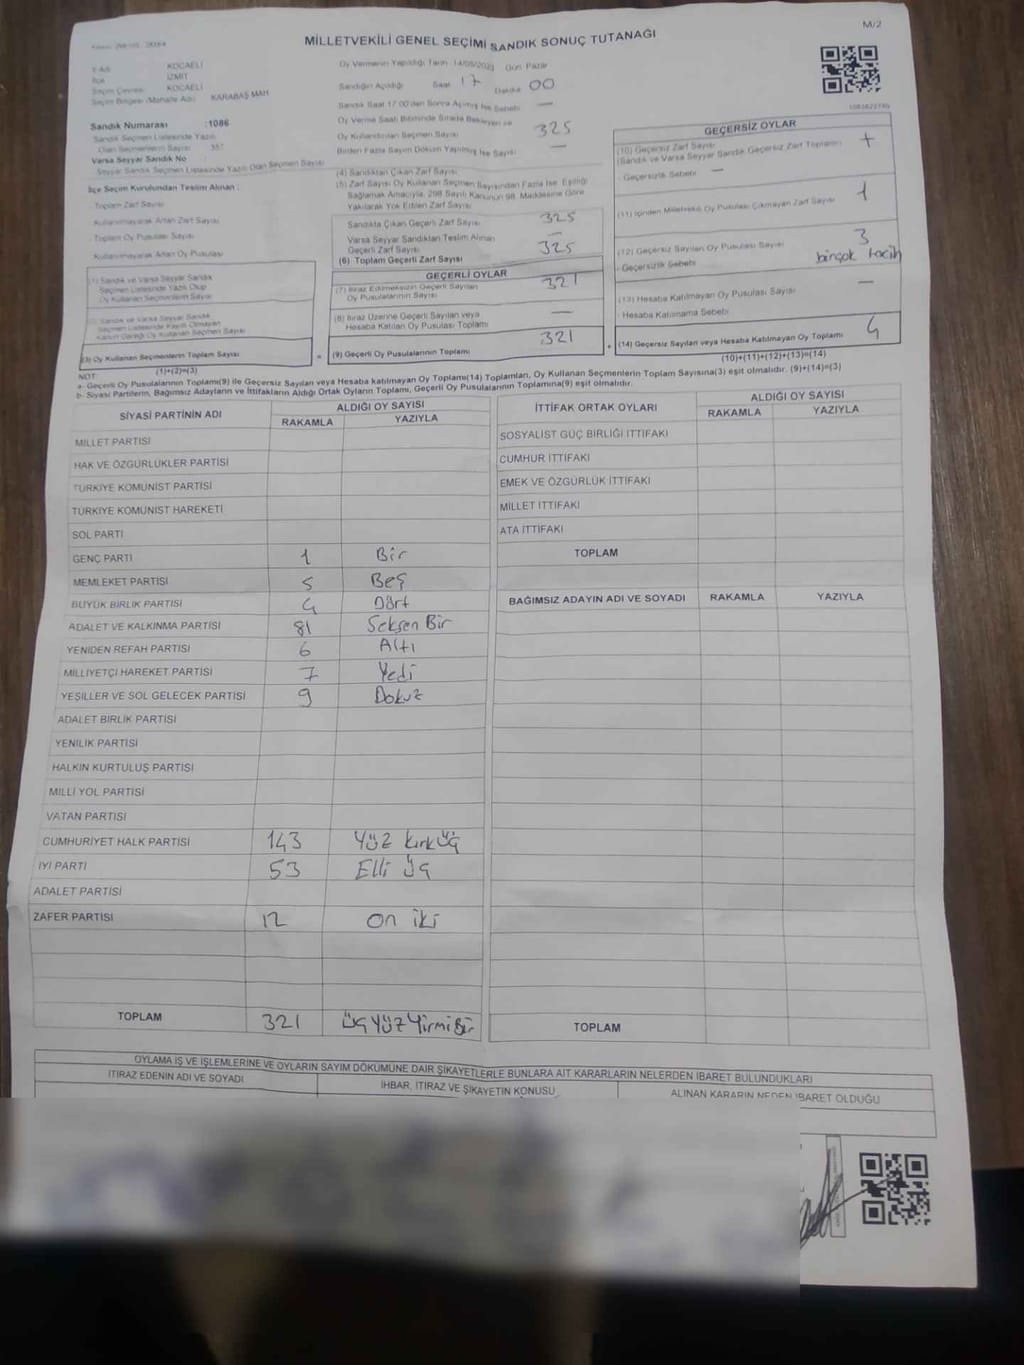 M/2
MİLLETVEKİLİ GENEL SEÇİMİ SANDIK SONUÇ TUTANAĞI
KOCAELİ
İlçe İZMİT
Seçim Çevresi KOCAELİ
Seçim Bölgesi (Mahalle Adı) KARABAŞ MAH
Sandık Numarası :1086
Sandık Seçmen Listesinde Yazılı
Olan Seçmenlerin Sayısı
Varsa Seyyar Sandık No
Seyyar Seçmen Listesinde Yazılı Olan Seçmen Sayısı
İlçe Seçim Kurulundan Teslim Alınan :
Toplam Zarf Sayısı
Kullanılmayarak Artan Zarf Sayısı
Toplam Oy Pusulası Sayısı
Kullanılmayarak Artan Oy Pusulası
(1) Sandık ve Varsa Seyyar Sandık
Seçmen Listesinde Yazılı Olup
Oy Kullanan Seçmenlerin Sayısı
(3) Oy Kullanan Seçmenlerin Toplam Sayısı
(1)+(2)=(3)
Oy Vermenin Yapıldığı Tarih :14/05/2023 Gün Pazar
Sandığın Açıldığı Saat 17 Dakika 00
Sandık Saat 17:00'den Sonra Açılmış İse Sebebi —
Oy Verme Saati Bitiminde Sırada Bekleyen ve
Oy Kullandırılan Seçmen Sayısı 325
Birden Fazla Sayım Döküm Yapılmış İse Sayısı —
(4) Sandıktan Çıkan Zarf Sayısı
(5) Zarf Sayısı Oy Kullanan Seçmen Sayısından Fazla İse, Eşitliği
Sağlamak Amacıyla, 298 Sayılı Kanunun 98. Maddesine Göre
Yakılarak Yok Edilen Zarf Sayısı
Sandıkta Çıkan Geçerli Zarf Sayısı 325
Varsa Seyyar Sandıktan Teslim Alınan
Geçerli Zarf Sayısı —
(6) Toplam Geçerli Zarf Sayısı 325
GEÇERLİ OYLAR
(7) İtiraz Edilmeksizin Geçerli Sayılan
Oy Pusulalarının Sayısı 321
(8) İtiraz Üzerine Geçerli Sayılan veya
Hesaba Katılan Oy Pusulası Toplamı —
(9) Geçerli Oy Pusulalarının Toplamı 321
GEÇERSİZ OYLAR
(10) Geçersiz Zarf Sayısı
(Sandık ve Varsa Seyyar Sandık Geçersiz Zarf Toplamı)
Geçersizlik Sebebi —
(11) İçinden Milletvekili Oy Pusulası Çıkmayan Zarf Sayısı 1
(12) Geçersiz Sayılan Oy Pusulası Sayısı 3
Geçersizlik Sebebi birçok tercih
(13) Hesaba Katılmayan Oy Pusulası Sayısı —
Hesaba Katılmama Sebebi
(14) Geçersiz Sayılan veya Hesaba Katılmayan Oy Toplamı 4
(10)+(11)+(12)+(13)=(14)
NOT:
a- Geçerli Oy Pusulalarının Toplamı(9) ile Geçersiz Sayılan veya Hesaba katılmayan Oy Toplamı(14) Toplamları, Oy Kullanan Seçmenlerin Toplam Sayısına(3) eşit olmalıdır. (9)+(14)=(3)
b- Siyasi Partilerin, Bağımsız Adayların ve İttifakların Aldığı Ortak Oyların Toplamı, Geçerli Oy Pusulalarının Toplamına(9) eşit olmalıdır.
SİYASİ PARTİNİN ADI ALDIĞI OY SAYISI
RAKAMLA YAZIYLA
MİLLET PARTİSİ
HAK VE ÖZGÜRLÜKLER PARTİSİ
TÜRKİYE KOMÜNİST PARTİSİ
TÜRKİYE KOMÜNİST HAREKETİ
SOL PARTİ
GENÇ PARTİ 1 Bir
MEMLEKET PARTİSİ 5 Beş
BÜYÜK BİRLİK PARTİSİ 4 Dört
ADALET VE KALKINMA PARTİSİ 81 Seksen Bir
YENİDEN REFAH PARTİSİ 6 Altı
MİLLİYETÇİ HAREKET PARTİSİ 7 Yedi
YEŞİLLER VE SOL GELECEK PARTİSİ 9 Dokuz
ADALET BİRLİK PARTİSİ
YENİLİK PARTİSİ
HALKIN KURTULUŞ PARTİSİ
MİLLİ YOL PARTİSİ
VATAN PARTİSİ
CUMHURİYET HALK PARTİSİ 143 Yüz kırk üç
İYİ PARTİ 53 Elli üç
ADALET PARTİSİ
ZAFER PARTİSİ 12 on iki
TOPLAM 321 üç yüz Yirmi Bir
İTTİFAK ORTAK OYLARI ALDIĞI OY SAYISI
RAKAMLA YAZIYLA
SOSYALİST GÜÇ BİRLİĞİ İTTİFAKI
CUMHUR İTTİFAKI
EMEK VE ÖZGÜRLÜK İTTİFAKI
MİLLET İTTİFAKI
ATA İTTİFAKI
TOPLAM
BAĞIMSIZ ADAYIN ADI VE SOYADI RAKAMLA YAZIYLA
TOPLAM
OYLAMA İŞ VE İŞLEMLERİNE VE OYLARIN SAYIM DÖKÜMÜNE DAİR ŞİKAYETLERLE BUNLARA AİT KARARLARIN NELERDEN İBARET BULUNDUKLARI
İTİRAZ EDENİN ADI VE SOYADI İHBAR, İTİRAZ VE ŞİKAYETİN KONUSU ALINAN KARARIN NEDEN İBARET OLDUĞU